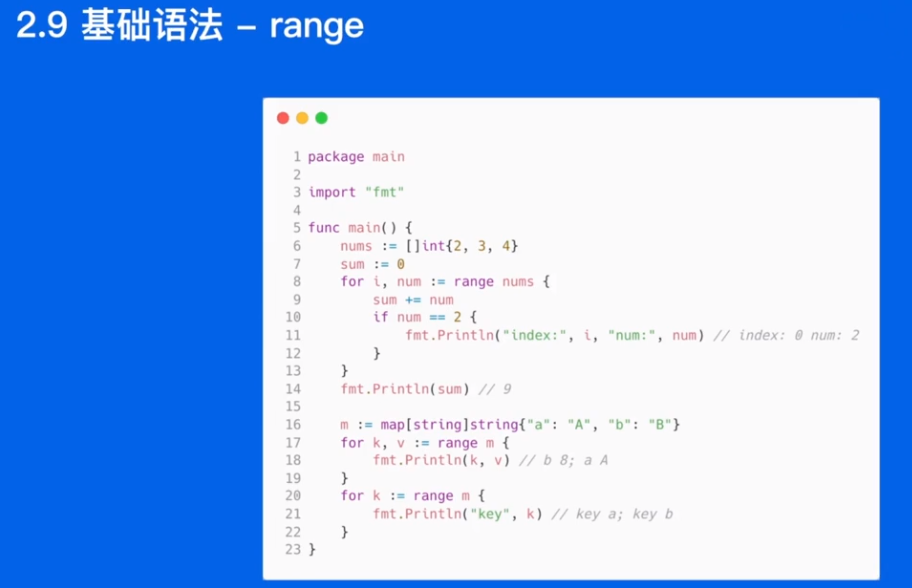 2.9 基础语法 – range
1 package main
2
3 import "fmt"
4
5 func main() {
6     nums := []int{2, 3, 4}
7     sum := 0
8     for i, num := range nums {
9         sum += num
10         if num == 2 {
11             fmt.Println("index:", i, "num:", num) // index: 0 num: 2
12         }
13     }
14     fmt.Println(sum) // 9
15
16     m := map[string]string{"a": "A", "b": "B"}
17     for k, v := range m {
18         fmt.Println(k, v) // b 8; a A
19     }
20     for k := range m {
21         fmt.Println("key", k) // key a; key b
22     }
23 }